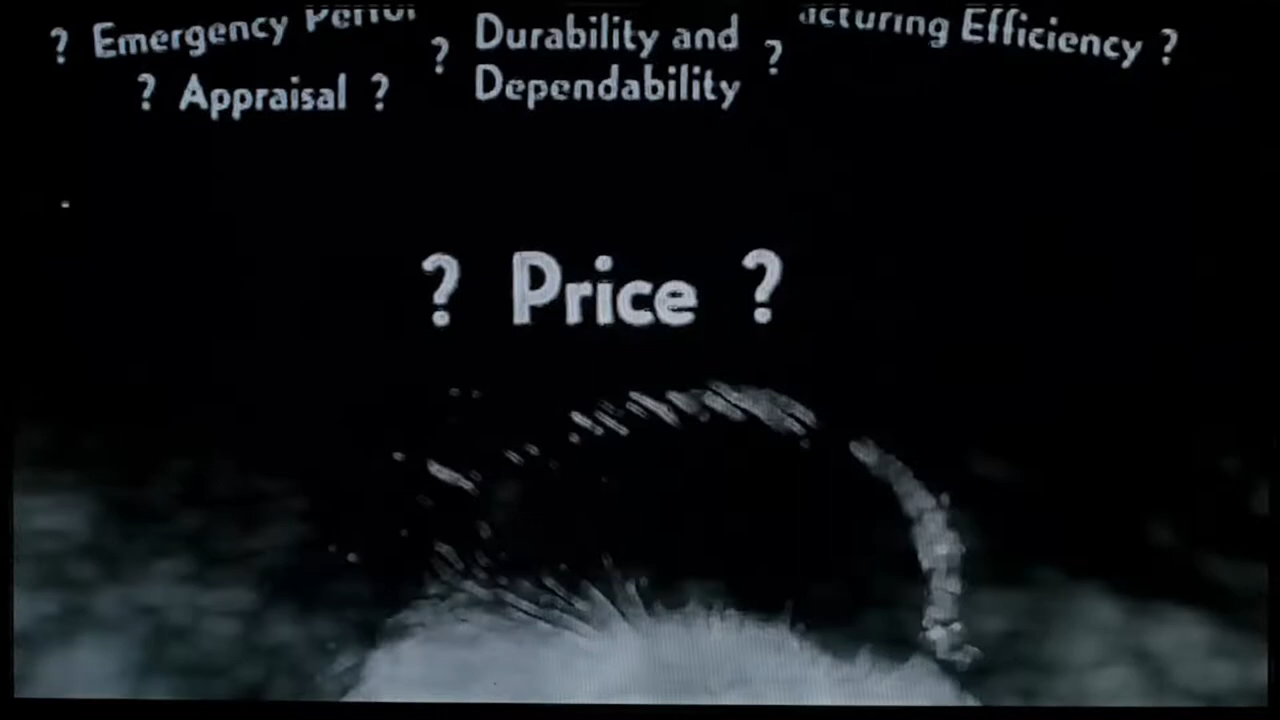 ? Emergency
? Appraisal ?
? Durability and
Dependability ?
Efficiency ?
? Price ?